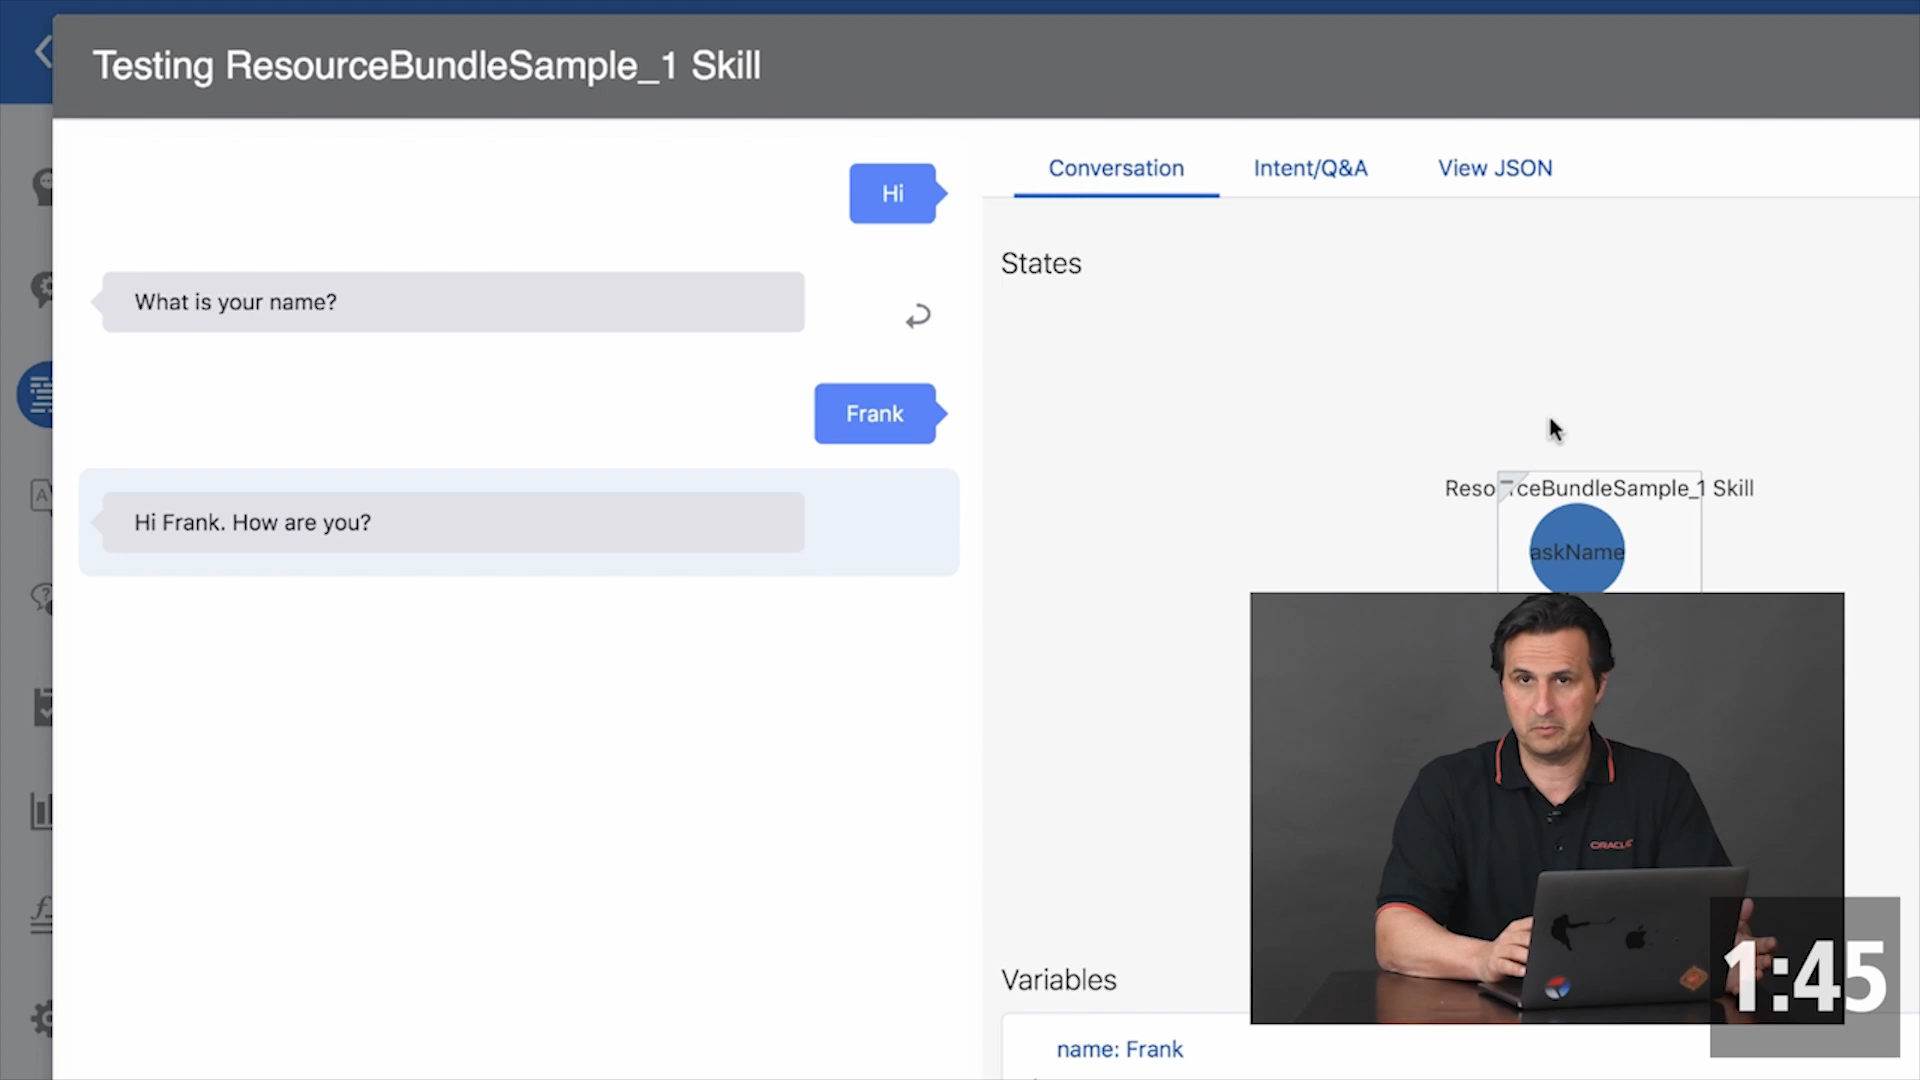 Testing ResourceBundleSample_1 Skill
Hi
What is your name?
Frank
Hi Frank. How are you?
Conversation
Intent/Q&A
View JSON
States
askName
Variables
name: Frank
ORACLE
1:45